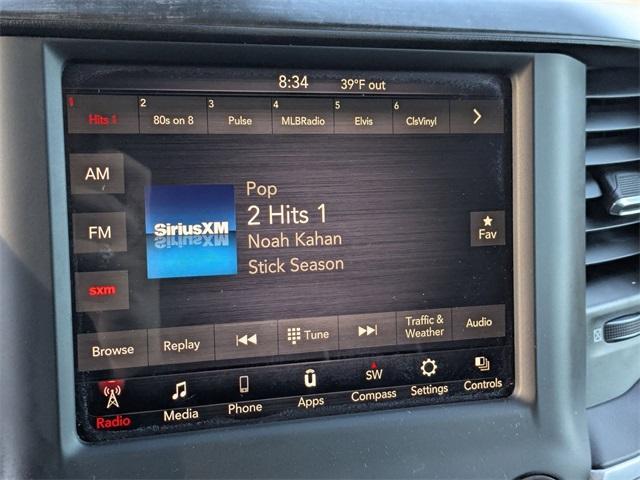 8:34 39°F out
1 2 3 4 5 6
Hits 1 80s on 8 Pulse MLBRadio Elvis ClsVinyl
AM
FM
sxm
SiriusXM
Pop
2 Hits 1
Noah Kahan
Stick Season
Fav
Browse Replay Tune Traffic & Weather Audio
Radio Media Phone Apps SW Compass Settings Controls